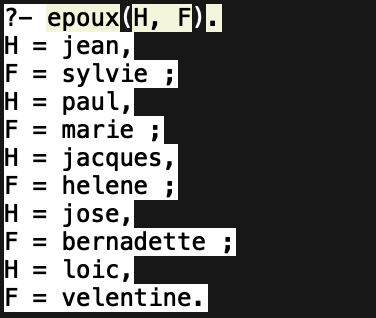 ?- epoux(H, F).
H = jean,
F = sylvie ;
H = paul,
F = marie ;
H = jacques,
F = helene ;
H = jose,
F = bernadette ;
H = loic,
F = velentine.